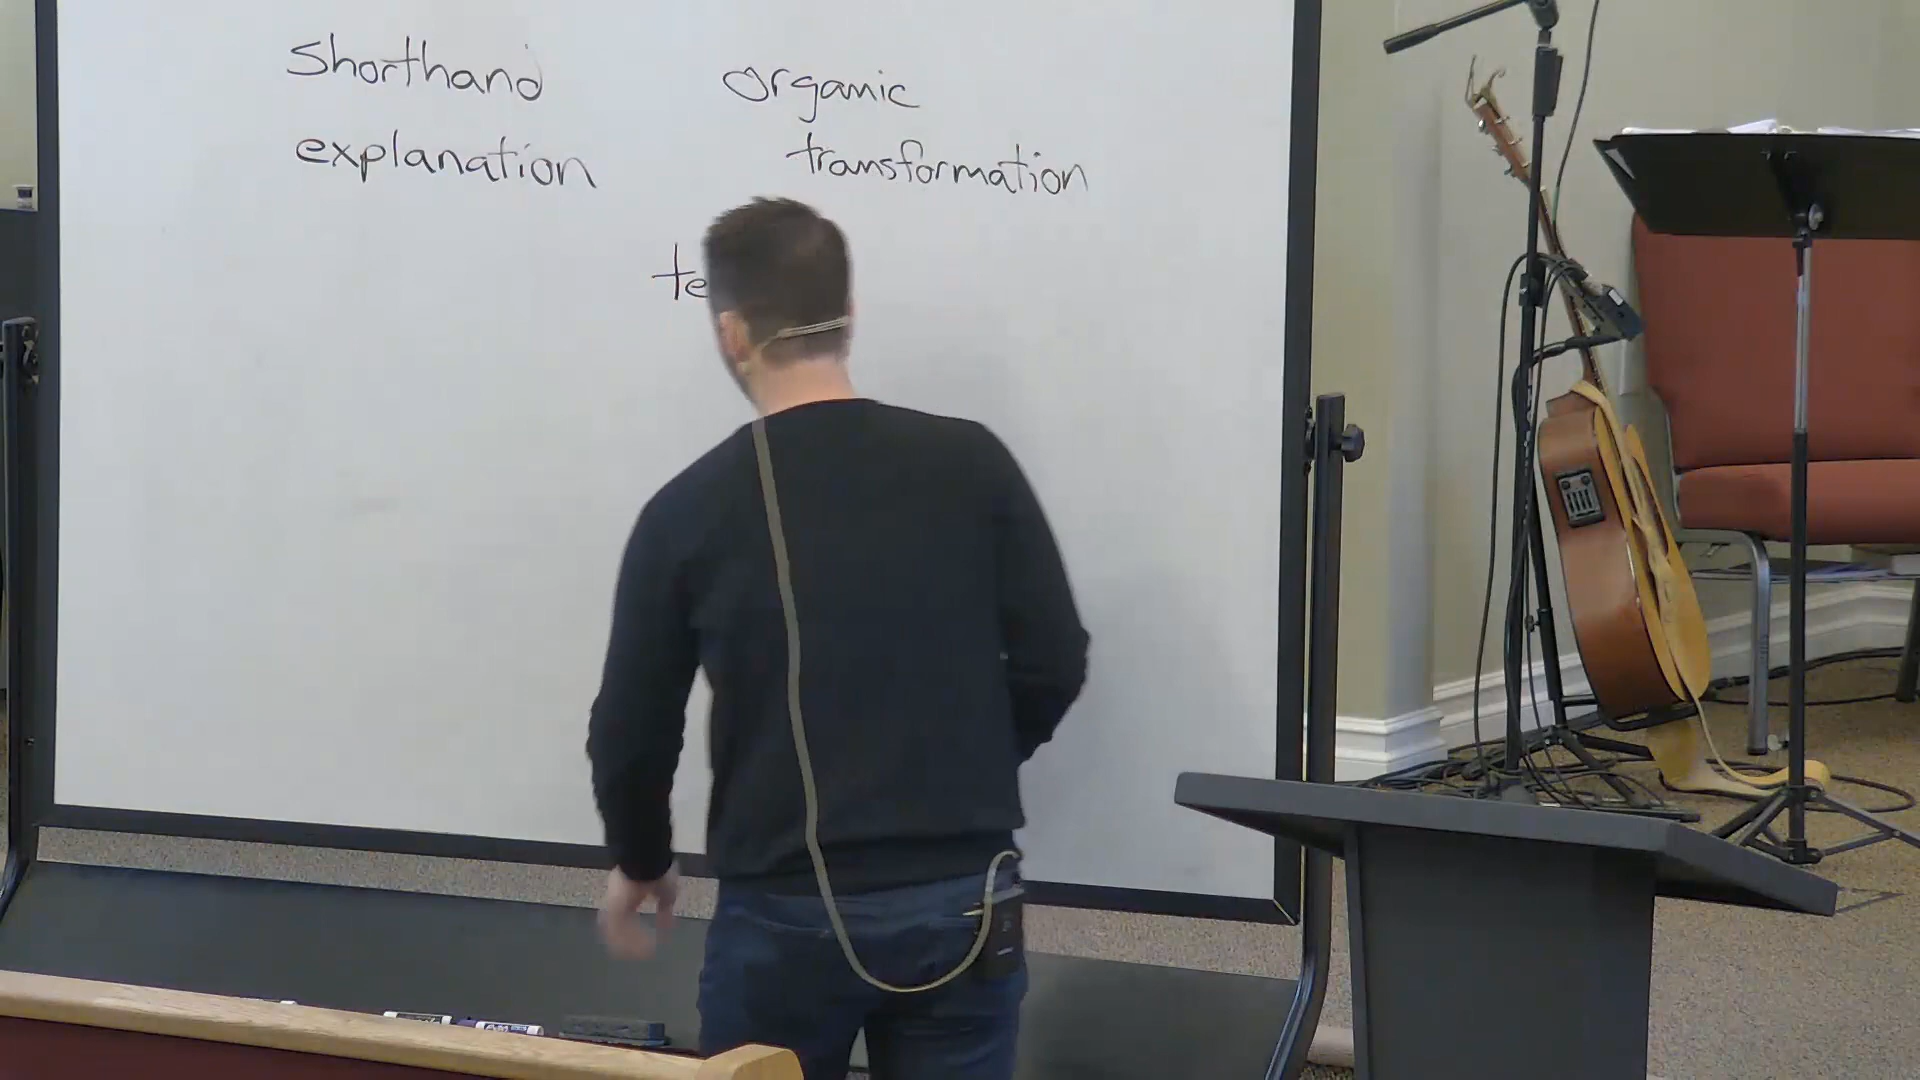 Shorthand
explanation
organic
transformation